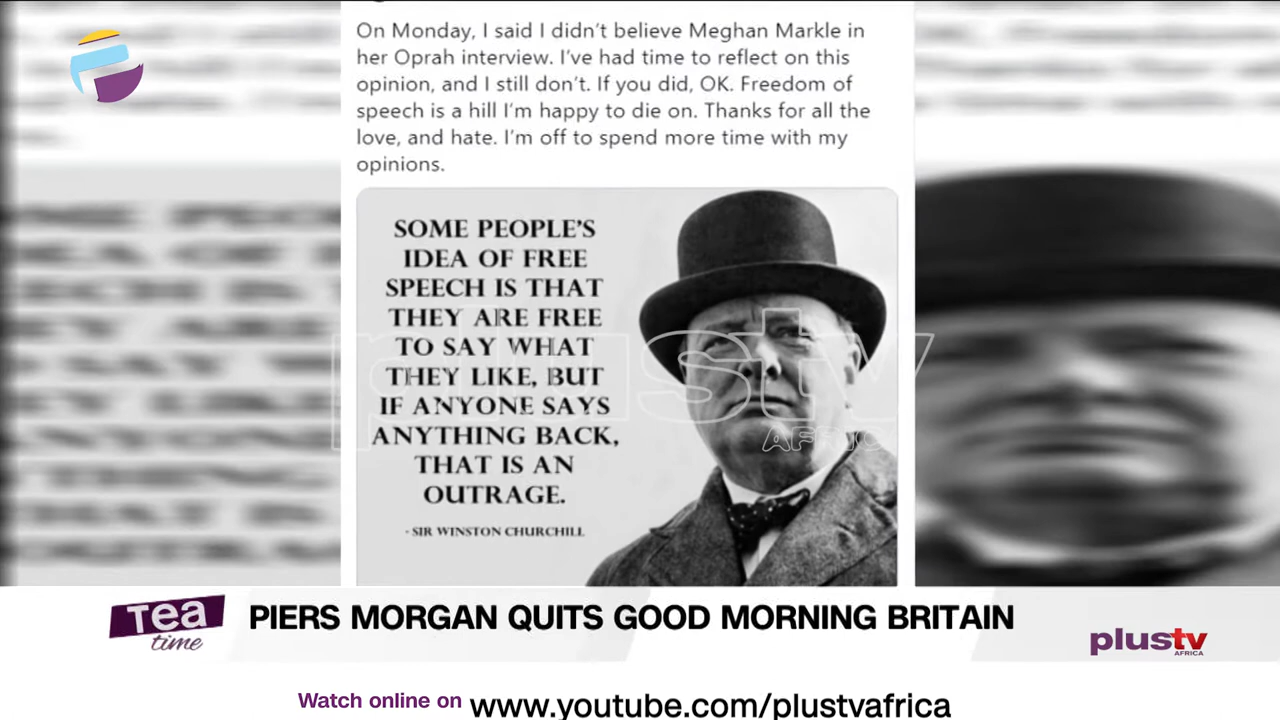 On Monday, I said I didn't believe Meghan Markle in
her Oprah interview. I've had time to reflect on this
opinion, and I still don't. If you did, OK. Freedom of
speech is a hill I'm happy to die on. Thanks for all the
love, and hate. I'm off to spend more time with my
opinions.
SOME PEOPLE'S
IDEA OF FREE
SPEECH IS THAT
THEY ARE FREE
TO SAY WHAT
THEY LIKE, BUT
IF ANYONE SAYS
ANYTHING BACK,
THAT IS AN
OUTRAGE.
- SIR WINSTON CHURCHILL
plustv
AFRICA
Tea
time
PIERS MORGAN QUITS GOOD MORNING BRITAIN
plustv
AFRICA
Watch online on www.youtube.com/plustvafrica